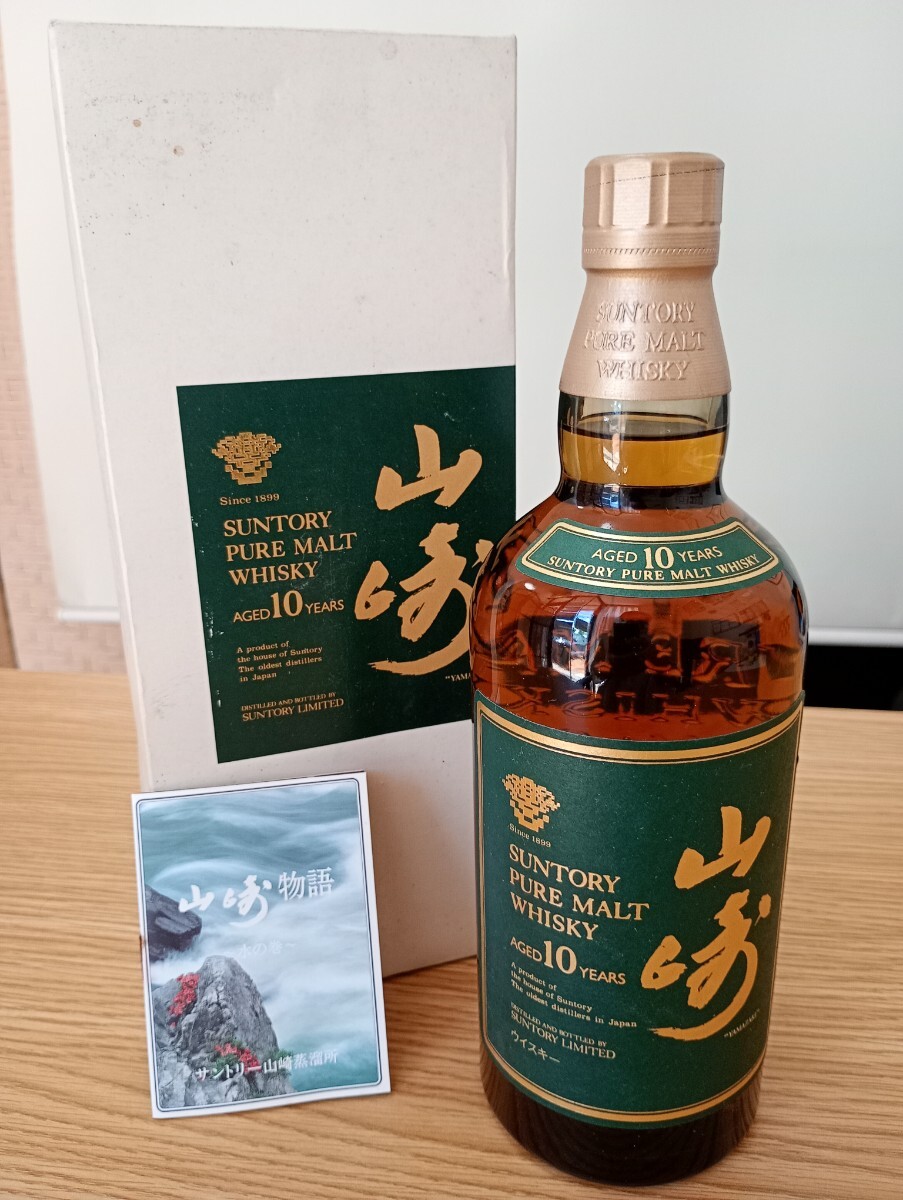 Since 1899
SUNTORY
PURE MALT
WHISKY
AGED 10 YEARS
A product of
the house of Suntory
The oldest distillers
in Japan
DISTILLED AND BOTTLED BY
SUNTORY LIMITED
山崎
山崎物語
水の巻
サントリー山崎蒸溜所
SUNTORY
PURE MALT
WHISKY
AGED 10 YEARS
SUNTORY PURE MALT WHISKY
Since 1899
SUNTORY
PURE MALT
WHISKY
AGED 10 YEARS
A product of
the house of Suntory
The oldest distillers in Japan
DISTILLED AND BOTTLED BY
SUNTORY LIMITED
ウイスキー
山崎
"YAMAZAKI"